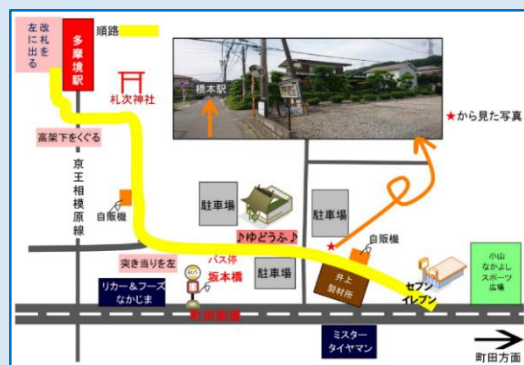 改札を
左に出る
多摩境駅
順路
札次神社
橋本駅
★から見た写真
高架下をくぐる
京王相模原線
自販機
駐車場
駐車場
♪ゆどうふ♪
★
自販機
突き当りを左
バス停
坂本橋
駐車場
井上
製材所
セブン
イレブン
小山
なかよし
スポーツ
広場
リカー&フーズ
なかじま
町田街道
ミスター
タイヤマン
町田方面